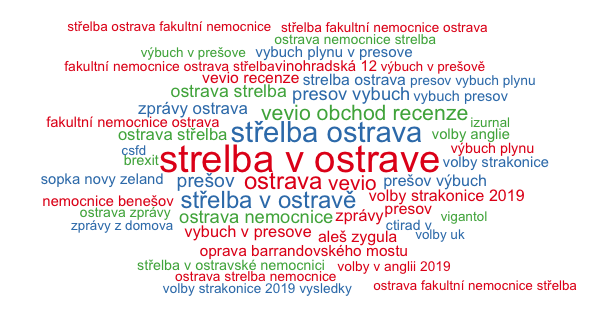 střelba ostrava fakultní nemocnice střelba fakultní nemocnice ostrava
ostrava nemocnice strelba
výbuch v prešově vybuch plynu v presove
fakultní nemocnice ostrava střelba vinohradská 12 výbuch v prešově
vevio recenze střelba ostrava presov vybuch plynu
ostrava strelba presov vybuch vybuch presov
zprávy ostrava vevio obchod recenze
fakultní nemocnice ostrava izurnal
ostrava střelba střelba ostrava volby anglie
csfd výbuch plynu
brexit strelba v ostrave volby strakonice
sopka novy zeland prešov ostrava vevio prešov výbuch
nemocnice benešov střelba v ostravě volby strakonice 2019
ostrava zprávy ostrava nemocnice zprávy presov vigantol
zprávy z domova vybuch v presove aleš zygula ctirad v volby uk
oprava barrandovského mostu
střelba v ostravské nemocnici volby v anglii 2019
ostrava strelba nemocnice
volby strakonice 2019 vysledky ostrava fakultní nemocnice střelba